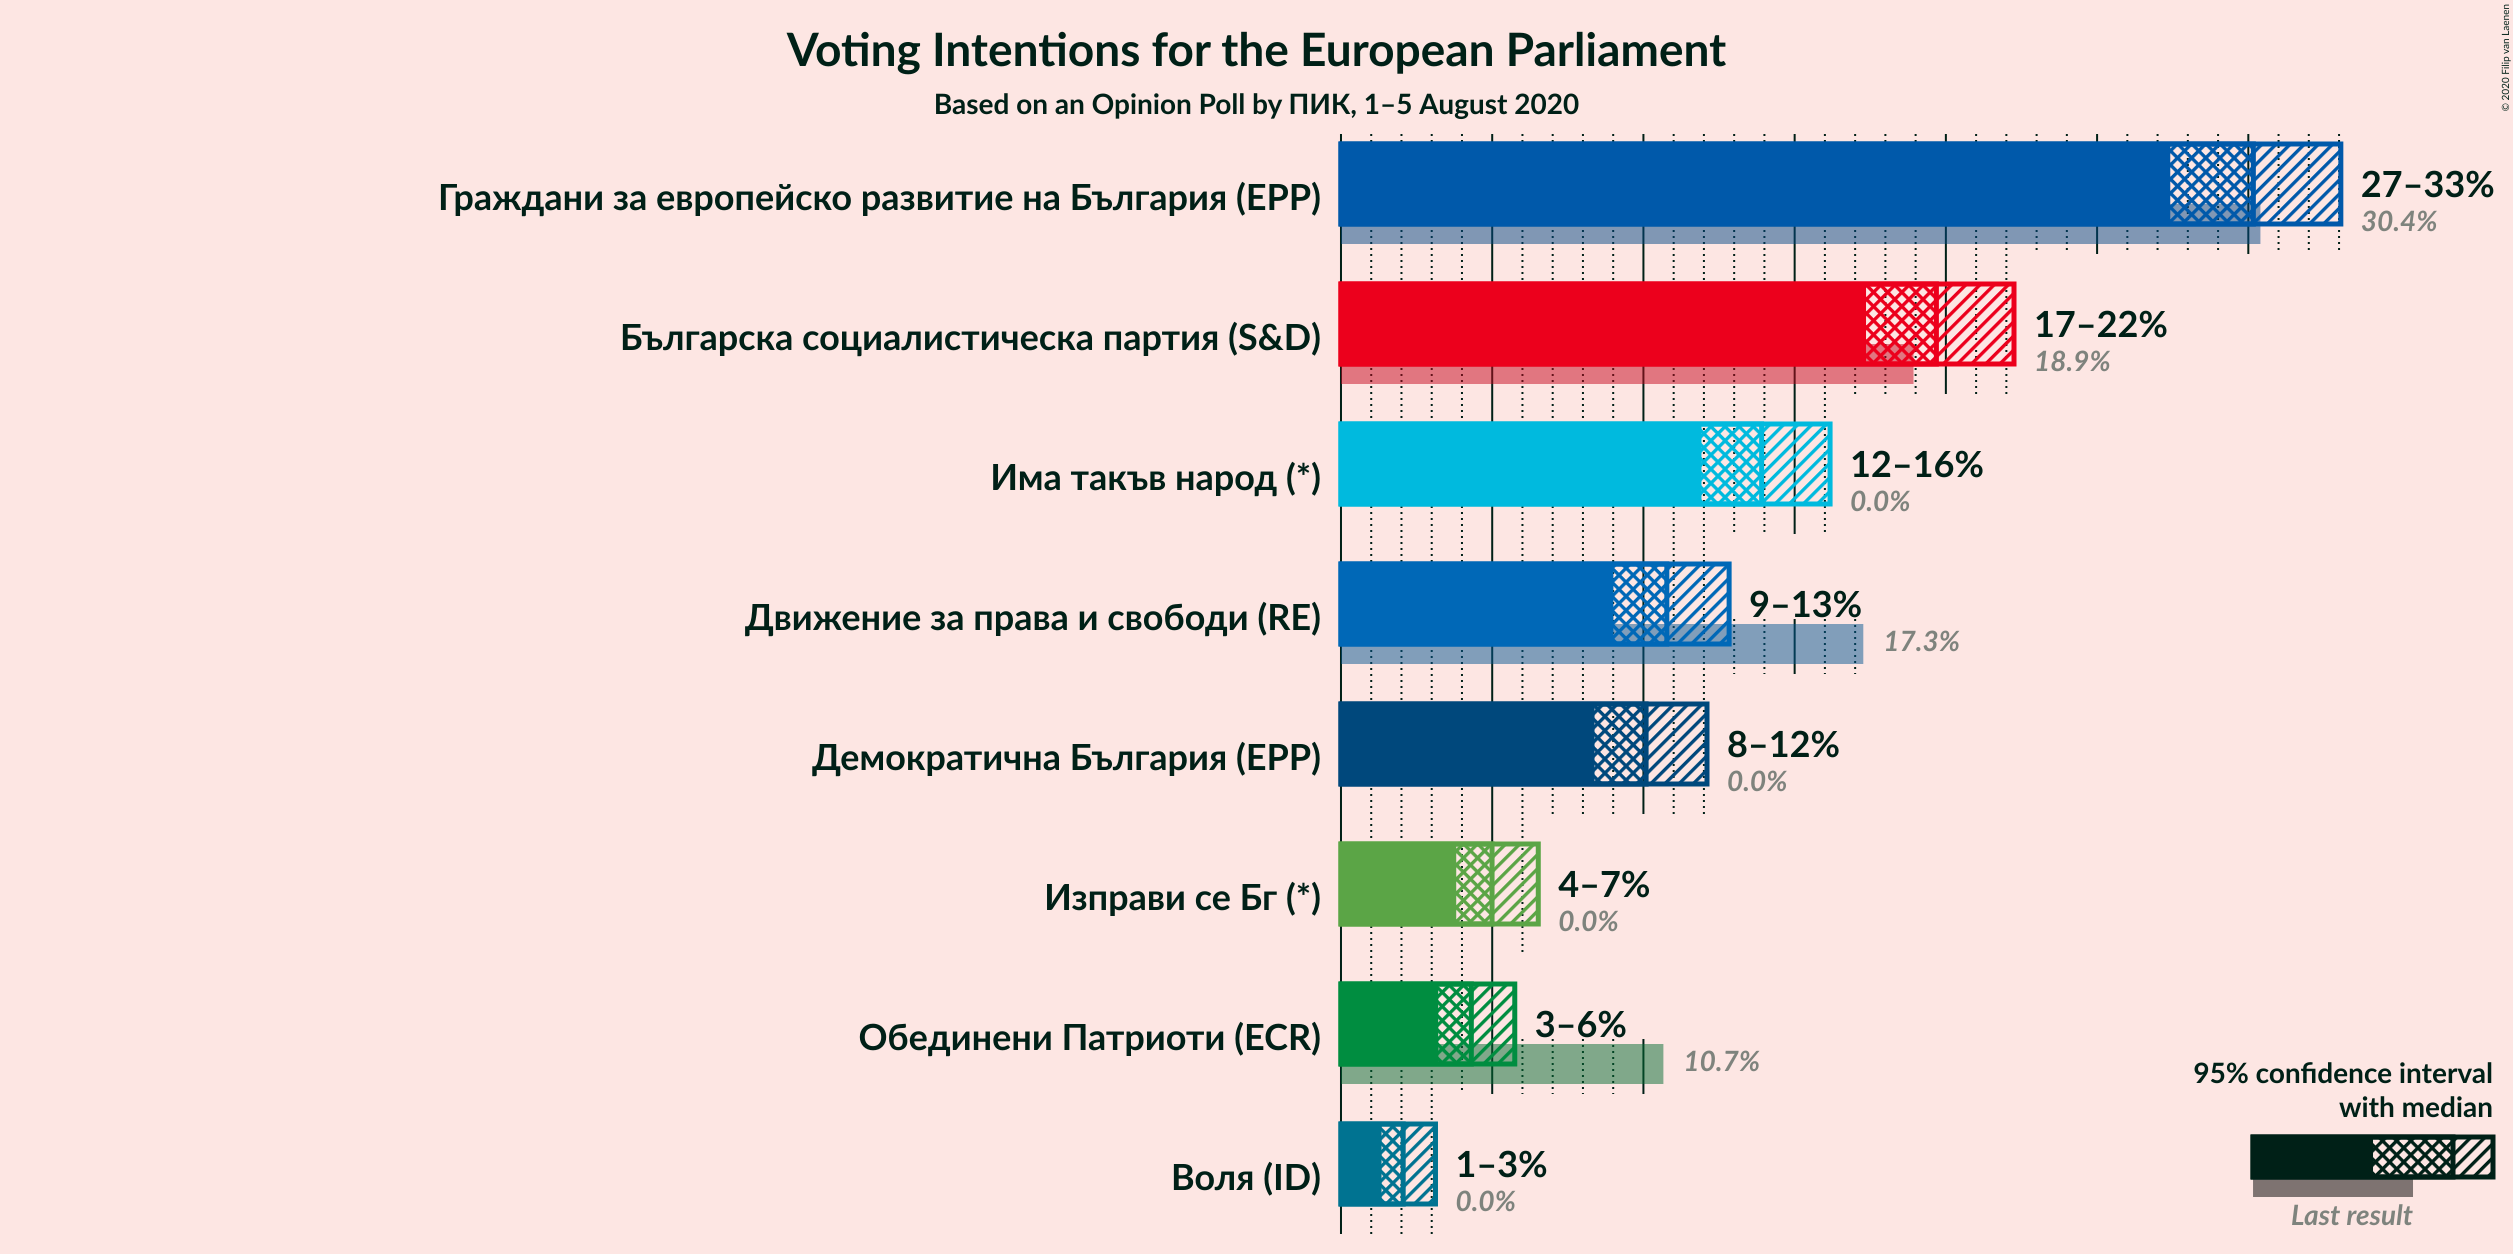 Voting Intentions for the European Parliament
Based on an Opinion Poll by ПИК, 1–5 August 2020
© 2020 Filip van Laenen
Граждани за европейско развитие на България (EPP)
27–33%
30.4%
Българска социалистическа партия (S&D)
17–22%
18.9%
Има такъв народ (*)
12–16%
0.0%
Движение за права и свободи (RE)
9–13%
17.3%
Демократична България (EPP)
8–12%
0.0%
Изправи се Бг (*)
4–7%
0.0%
Обединени Патриоти (ECR)
3–6%
10.7%
Воля (ID)
1–3%
0.0%
95% confidence interval
with median
Last result